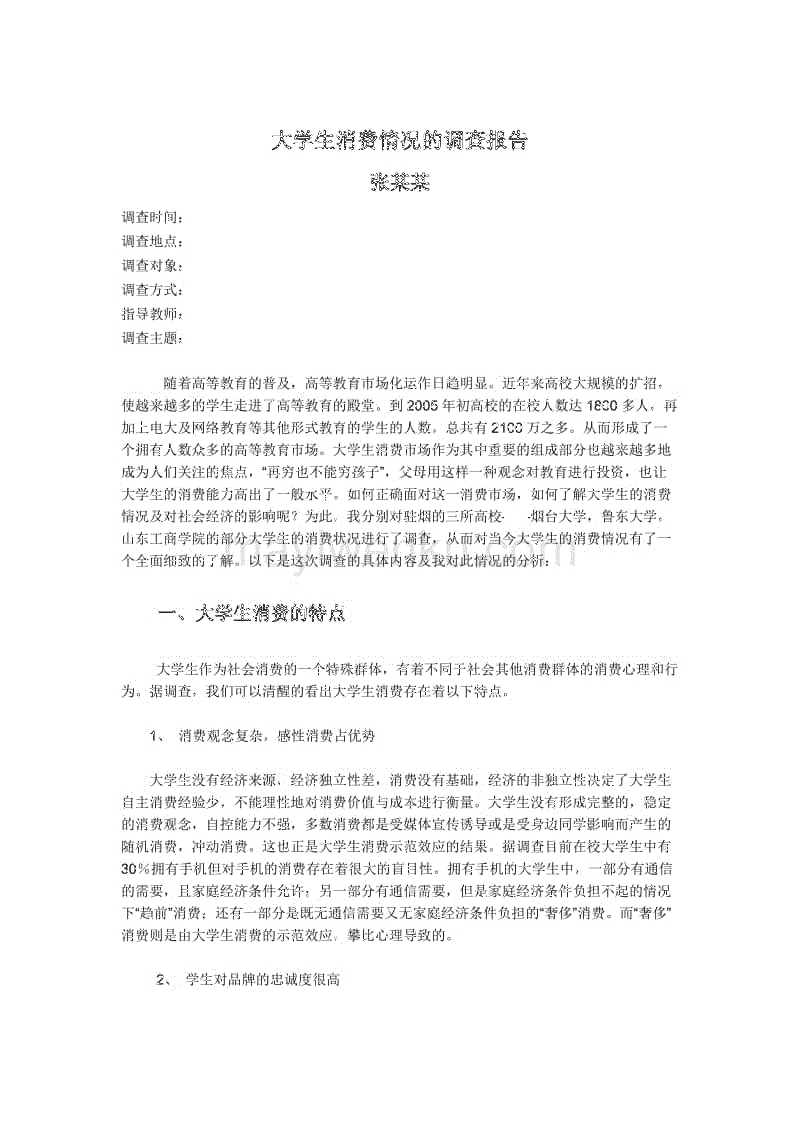 大学生消费情况的调查报告
张某某
调查时间：
调查地点：
调查对象：
调查方式：
指导教师：
调查主题：
随着高等教育的普及，高等教育市场化运作日趋明显。近年来高校大规模的扩招，
使越来越多的学生走进了高等教育的殿堂。到2005年初高校的在校人数达1800多人，再
加上电大及网络教育等其他形式教育的学生的人数，总共有2100万之多。从而形成了一
个拥有人数众多的高等教育市场。大学生消费市场作为其中重要的组成部分也越来越多地
成为人们关注的焦点，“再穷也不能穷孩子”，父母用这样一种观念对教育进行投资，也让
大学生的消费能力高出了一般水平。如何正确面对这一消费市场，如何了解大学生的消费
情况及对社会经济的影响呢？为此，我分别对驻烟的三所高校- -烟台大学，鲁东大学，
山东工商学院的部分大学生的消费状况进行了调查，从而对当今大学生的消费情况有了一
个全面细致的了解。以下是这次调查的具体内容及我对此情况的分析：
一、大学生消费的特点
大学生作为社会消费的一个特殊群体，有着不同于社会其他消费群体的消费心理和行
为。据调查，我们可以清醒的看出大学生消费存在着以下特点。
1、 消费观念复杂，感性消费占优势
大学生没有经济来源，经济独立性差，消费没有基础，经济的非独立性决定了大学生
自主消费经验少，不能理性地对消费价值与成本进行衡量。大学生没有形成完整的，稳定
的消费观念，自控能力不强，多数消费都是受媒体宣传诱导或是受身边同学影响而产生的
随机消费，冲动消费。这也正是大学生消费示范效应的结果。据调查目前在校大学生中有
30%拥有手机但对手机的消费存在着很大的盲目性。拥有手机的大学生中，一部分有通信
的需要，且家庭经济条件允许；另一部分有通信需要，但是家庭经济条件负担不起的情况
下“趋前”消费；还有一部分是既无通信需要又无家庭经济条件负担的“奢侈”消费。而“奢侈”
消费则是由大学生消费的示范效应，攀比心理导致的。
2、 学生对品牌的忠诚度很高